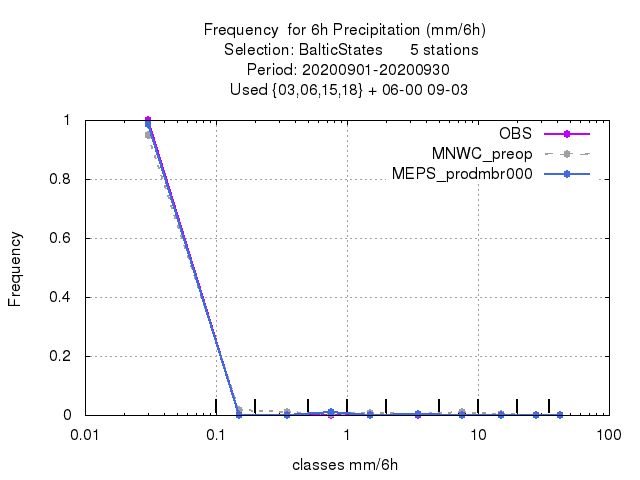 Frequency  for 6h Precipitation (mm/6h)
Selection: BalticStates      5 stations
Period: 20200901-20200930
Used {03,06,15,18} + 06-00 09-03
OBS
MNWC_preop
MEPS_prodmbr000
Frequency
1
0.8
0.6
0.4
0.2
0
0.01 0.1 1 10 100
classes mm/6h